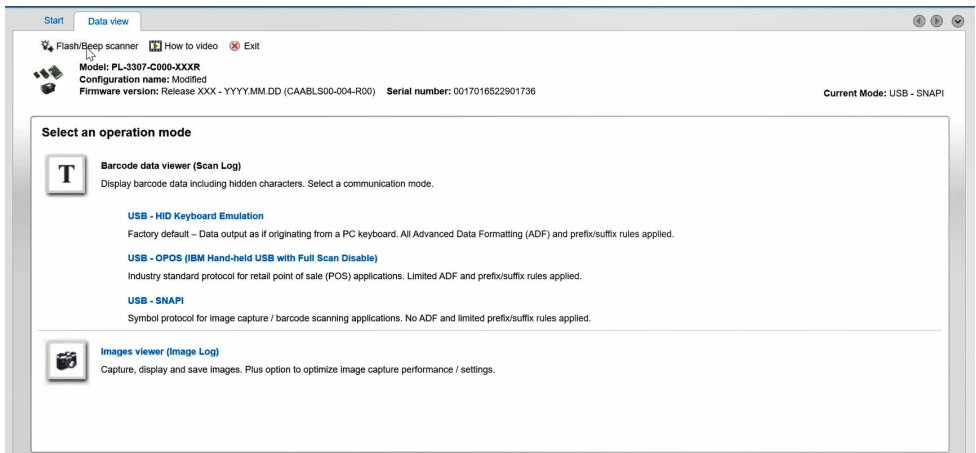 Start Data view
Flash/Beep scanner How to video Exit
Model: PL-3307-C000-XXXR
Configuration name: Modified
Firmware version: Release XXX - YYYY.MM.DD (CAABLS00-004-R00) Serial number: 0017016522901736
Current Mode: USB - SNAPI
Select an operation mode
T
Barcode data viewer (Scan Log)
Display barcode data including hidden characters. Select a communication mode.
USB - HID Keyboard Emulation
Factory default – Data output as if originating from a PC keyboard. All Advanced Data Formatting (ADF) and prefix/suffix rules applied.
USB - OPOS (IBM Hand-held USB with Full Scan Disable)
Industry standard protocol for retail point of sale (POS) applications. Limited ADF and prefix/suffix rules applied.
USB - SNAPI
Symbol protocol for image capture / barcode scanning applications. No ADF and limited prefix/suffix rules applied.
Images viewer (Image Log)
Capture, display and save images. Plus option to optimize image capture performance / settings.